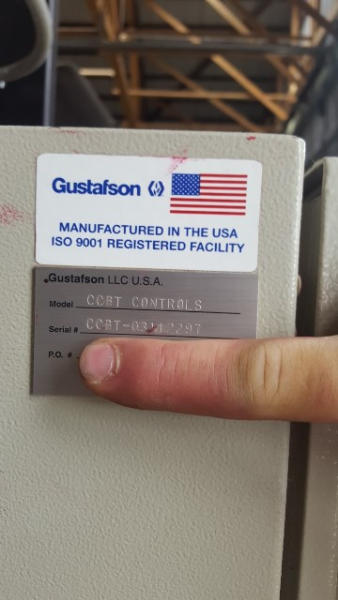 Gustafson
MANUFACTURED IN THE USA
ISO 9001 REGISTERED FACILITY
Gustafson LLC U.S.A.
Model CCBT CONTROLS
Serial #
P.O. #